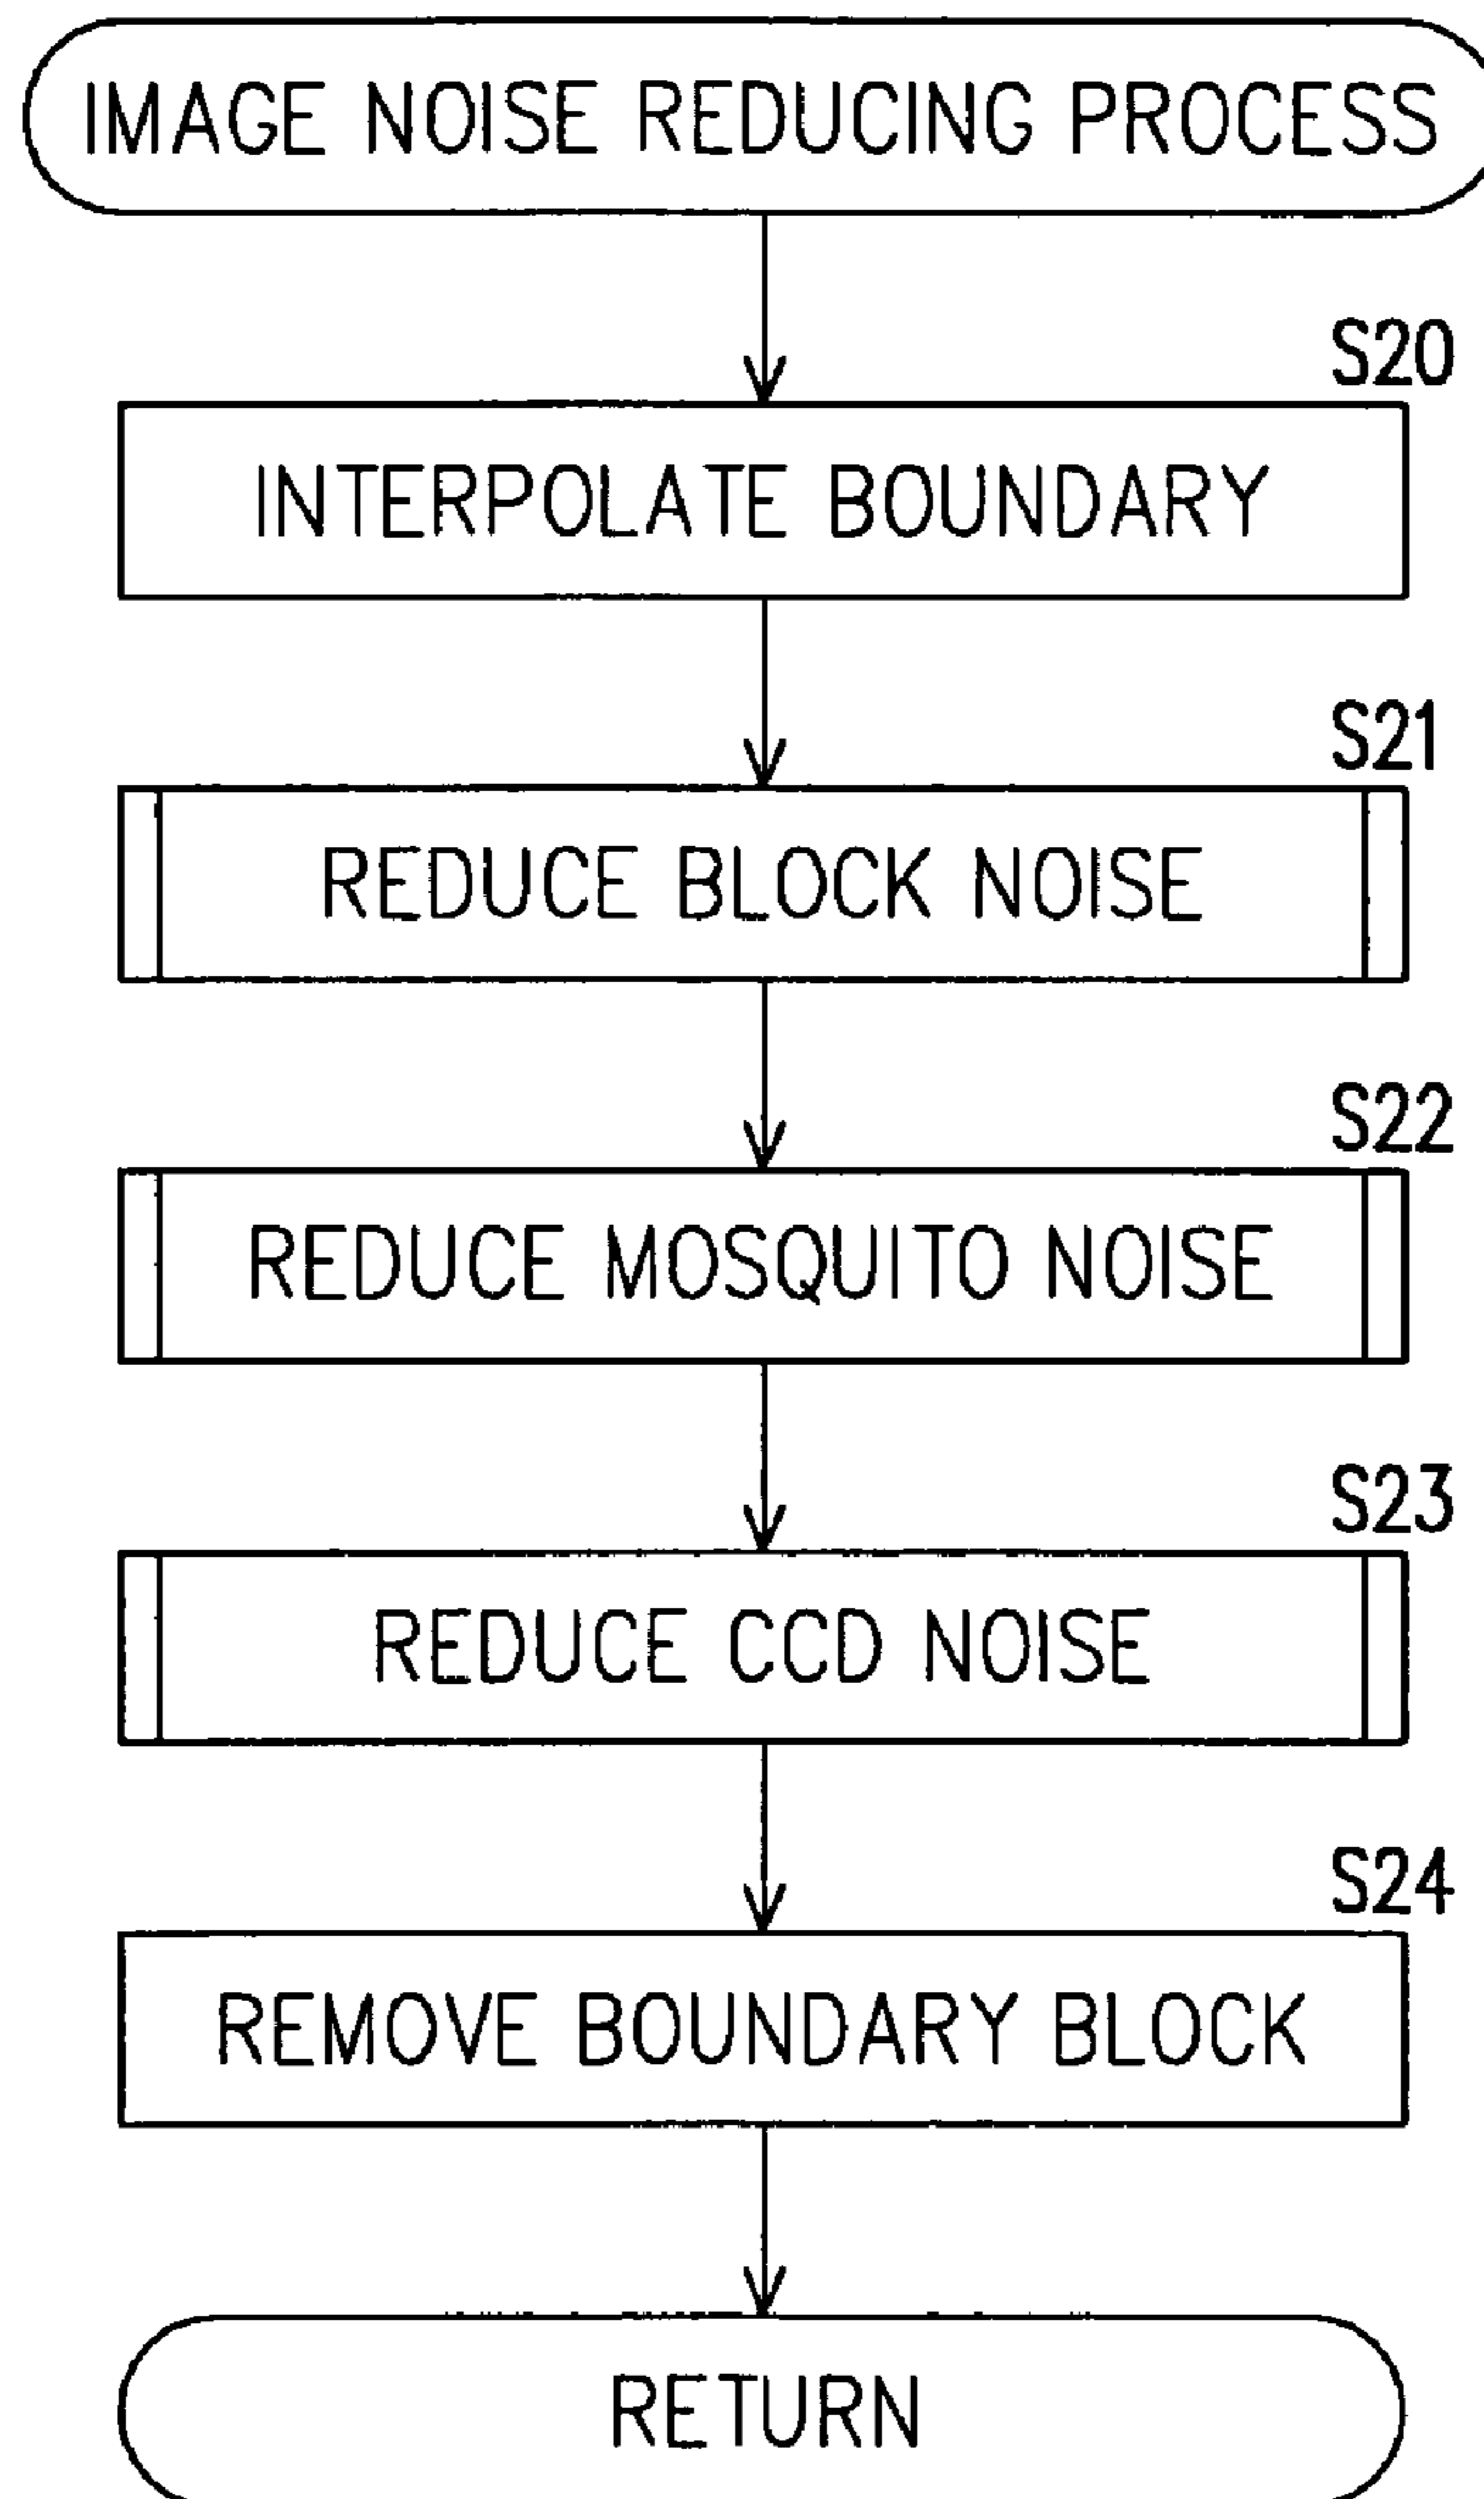 IMAGE NOISE REDUCING PROCESS
S20
INTERPOLATE BOUNDARY
S21
REDUCE BLOCK NOISE
S22
REDUCE MOSQUITO NOISE
S23
REDUCE CCD NOISE
S24
REMOVE BOUNDARY BLOCK
RETURN